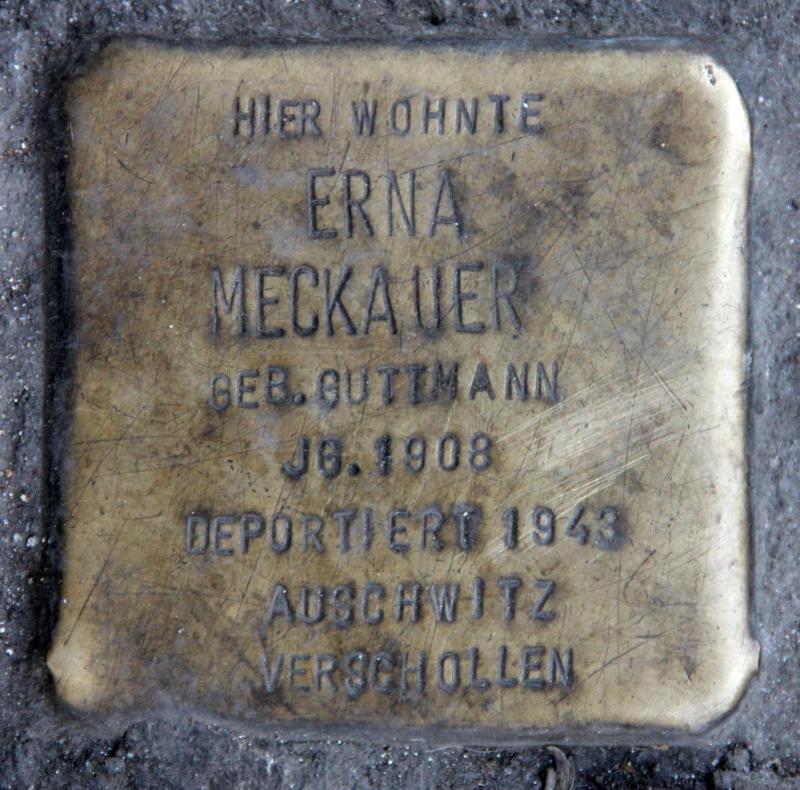 HIER WOHNTE
ERNA
MECKAUER
GEB. GUTTMANN
JG. 1908
DEPORTIERT 1943
AUSCHWITZ
VERSCHOLLEN